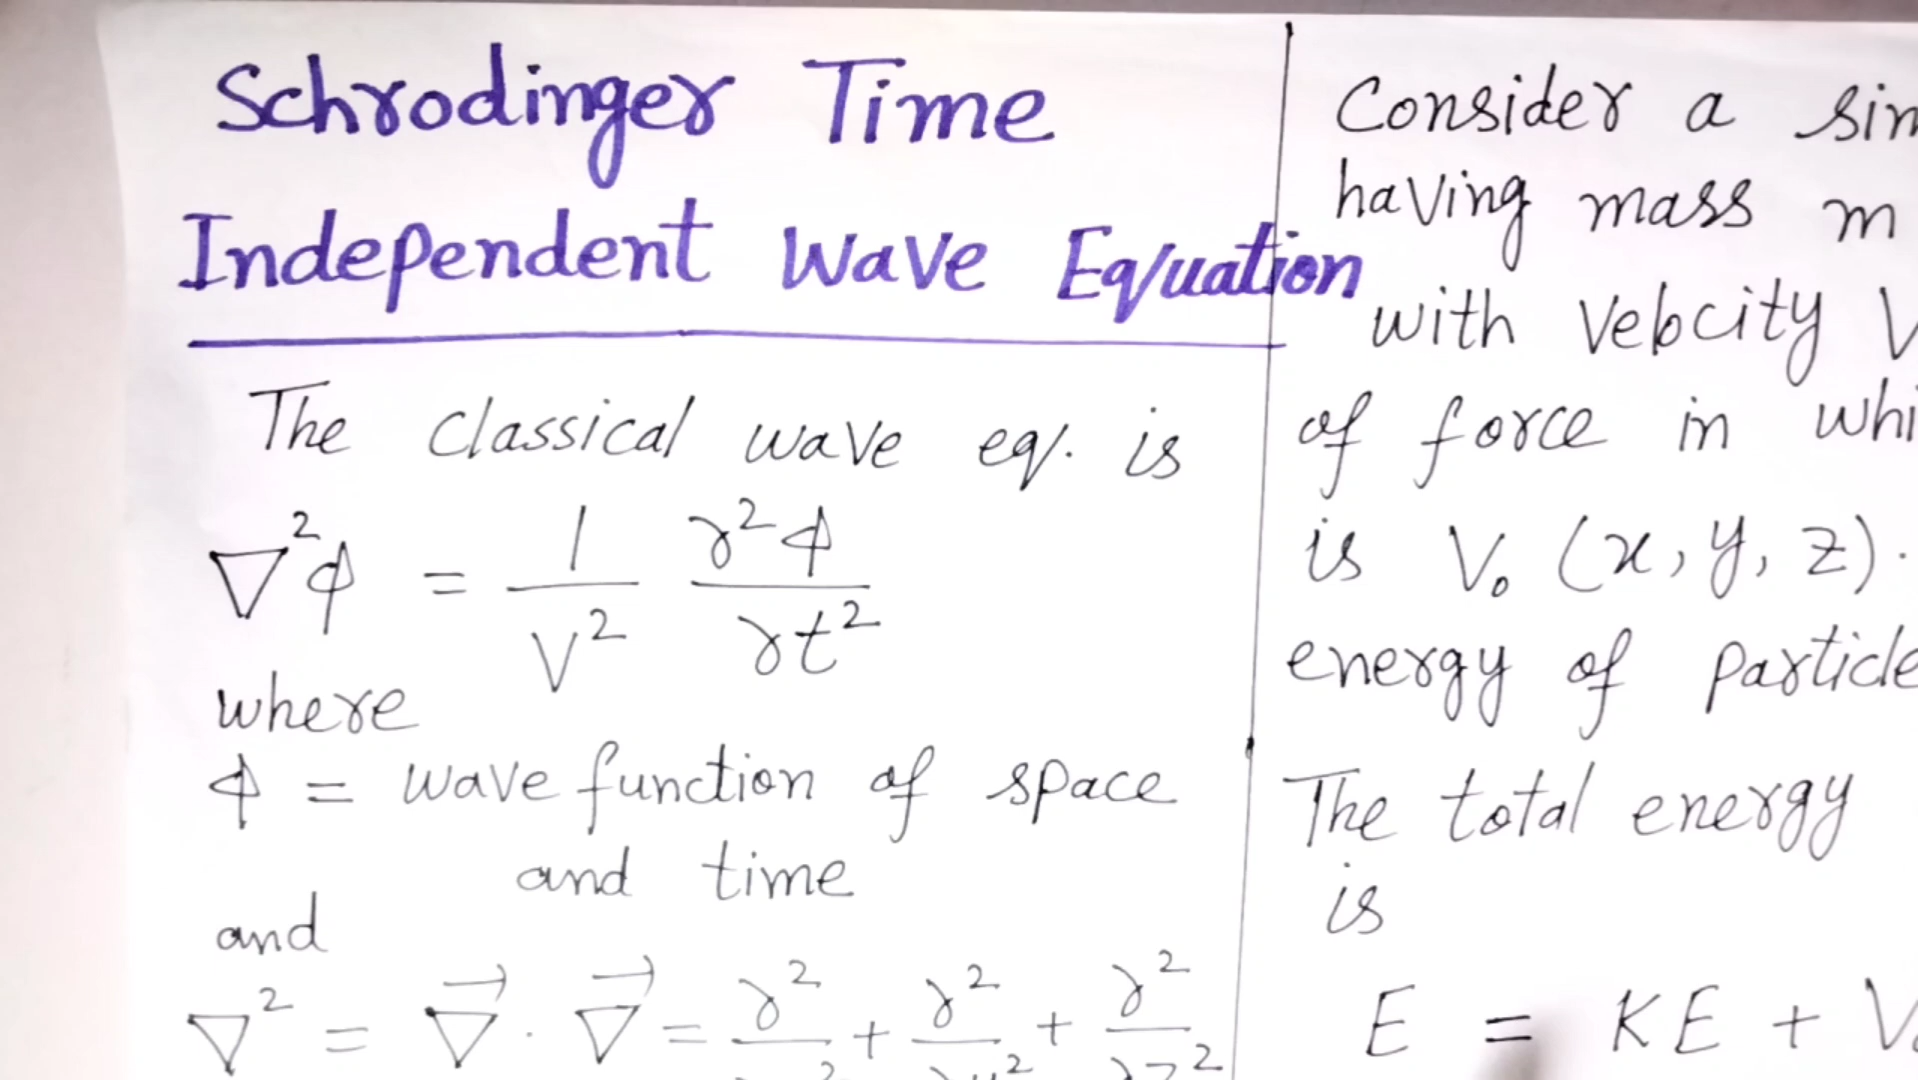 Schrodinger Time
Independent Wave Equation
The Classical wave eq. is
∇²ϕ = 1/V² ∂²ϕ/∂t²
where
ϕ = wave function of space
and time
and
∇² = ∇⃗ . ∇⃗ = ∂² + ∂² + ∂²
Consider a
having mass m
with Velocity V
of force in
is V₀ (x, y, z).
energy of Particle
The total energy
is
E = KE + V